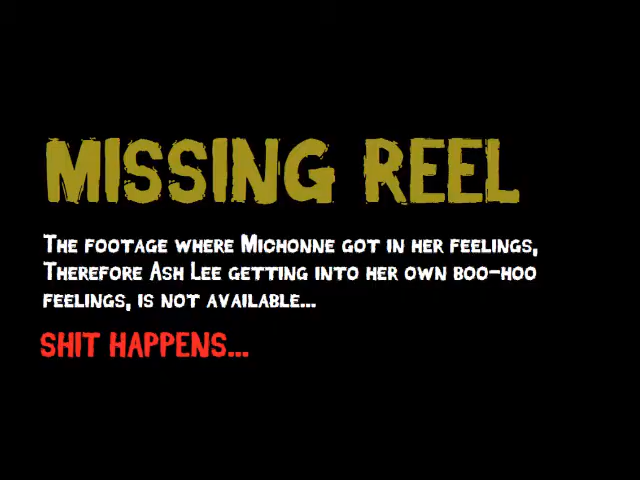 MISSING REEL
The footage where Michonne got in her feelings,
Therefore Ash Lee getting into her own boo-hoo
feelings, is not available...
SHIT HAPPENS...